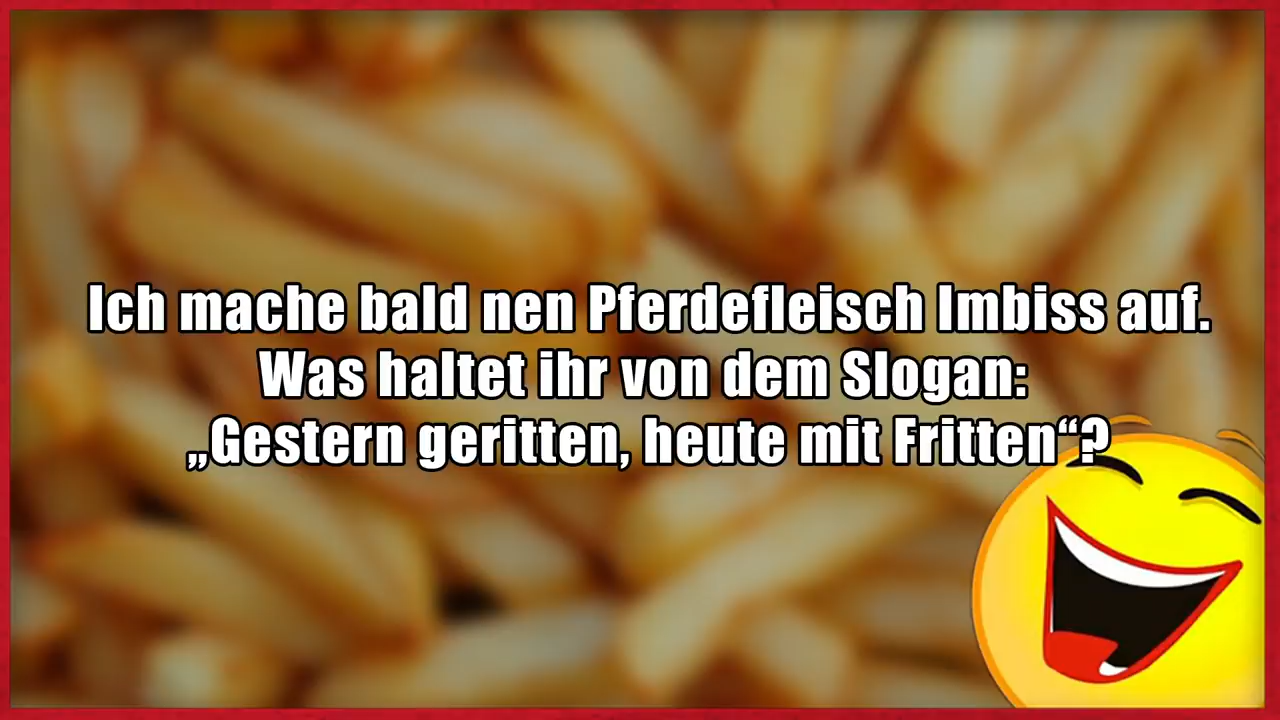 Ich mache bald nen Pferdefleisch Imbiss auf.
Was haltet ihr von dem Slogan:
„Gestern geritten, heute mit Fritten“?